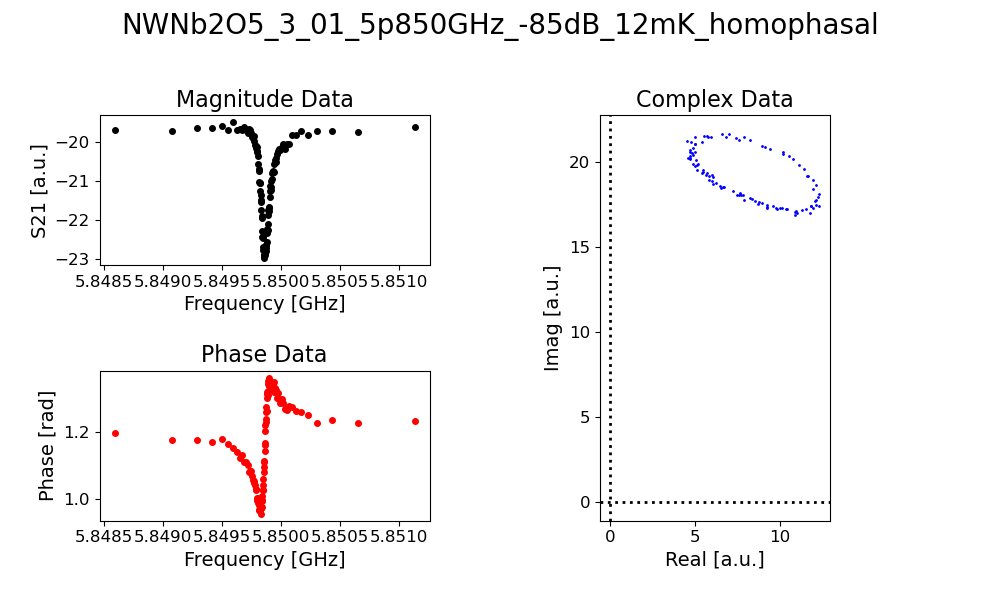 NWNb2O5_3_01_5p850GHz_-85dB_12mK_homophasal
Magnitude Data
S21 [a.u.]
−20
−21
−22
−23
5.8485 5.8490 5.8495 5.8500 5.8505 5.8510
Frequency [GHz]
Phase Data
Phase [rad]
1.2
1.0
5.8485 5.8490 5.8495 5.8500 5.8505 5.8510
Frequency [GHz]
Complex Data
Imag [a.u.]
20
15
10
5
0
0 5 10
Real [a.u.]